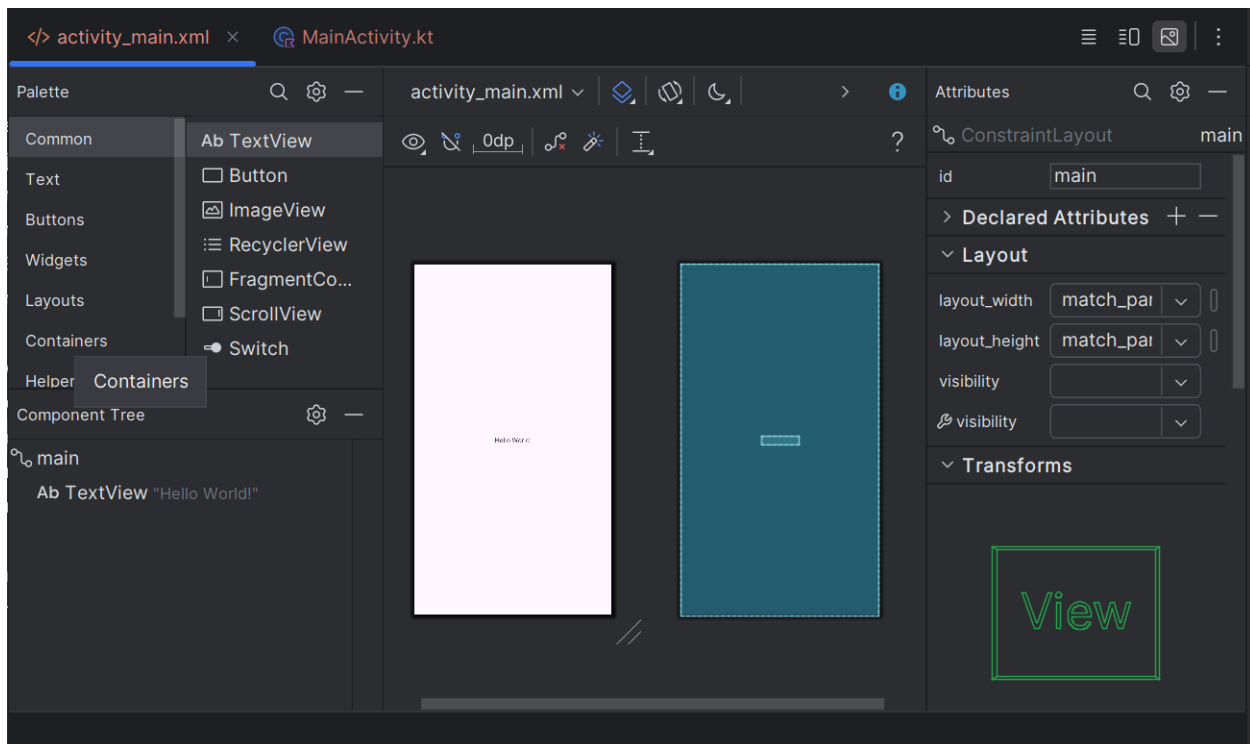 activity_main.xml
MainActivity.kt
Palette
Common
Text
Buttons
Widgets
Layouts
Containers
Helper
Containers
Ab TextView
Button
ImageView
RecyclerView
FragmentCo...
ScrollView
Switch
Component Tree
main
Ab TextView "Hello World!"
activity_main.xml
0dp
?
Hello World
Attributes
ConstraintLayout main
id main
Declared Attributes
Layout
layout_width match_par
layout_height match_par
visibility
visibility
Transforms
View